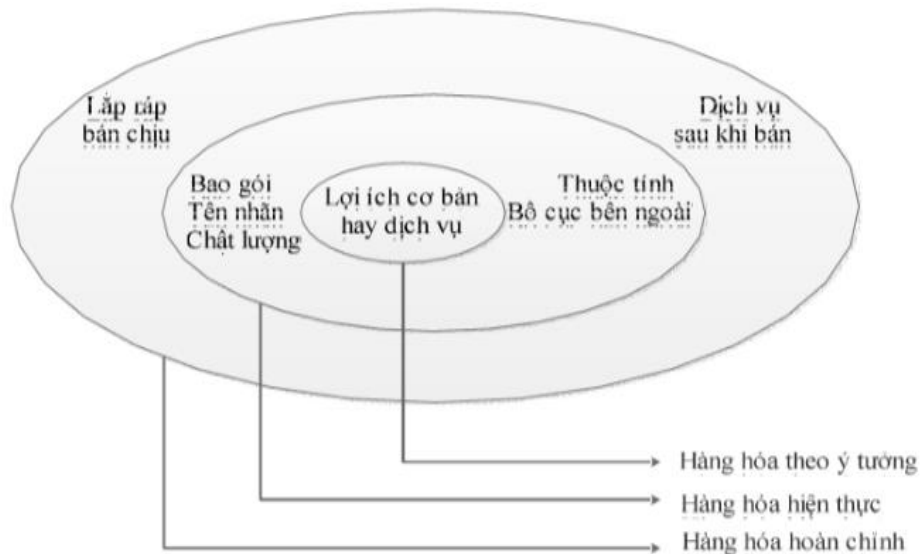 Lắp ráp
bán chịu
Dịch vụ
sau khi bán
Bao gói
Tên nhãn
Chất lượng
Lợi ích cơ bản
hay dịch vụ
Thuộc tính
Bố cục bên ngoài
Hàng hóa theo ý tưởng
Hàng hóa hiện thực
Hàng hóa hoàn chỉnh